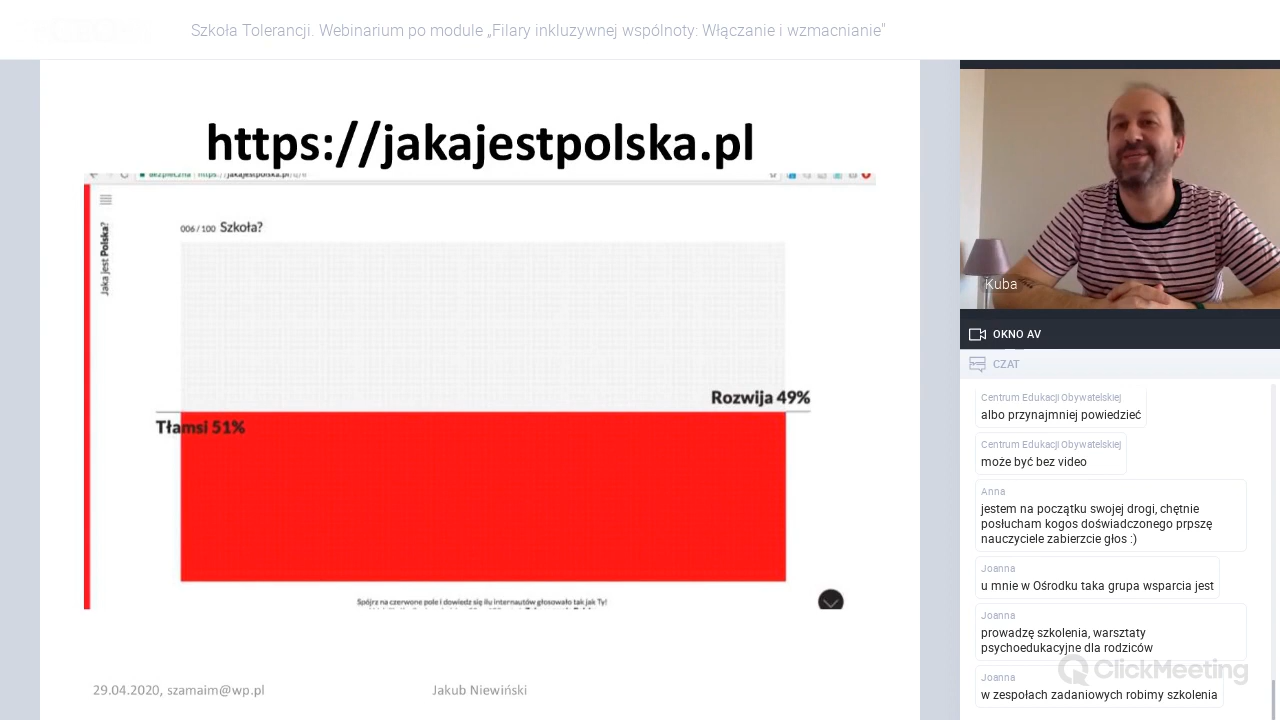 Szkoła Tolerancji. Webinarium po module „Filary inkluzywnej wspólnoty: Włączanie i wzmacnianie"
https://jakajestpolska.pl
Bezpieczna https://jakajestpolska.pl
Jaka jest Polska?
006 / 100 Szkoła?
Rozwija 49%
Tłamsi 51%
Spójrz na czerwone pole i dowiedz się ilu internautów głosowało tak jak Ty!
29.04.2020, szamaim@wp.pl
Jakub Niewiński
Kuba
OKNO AV
CZAT
Centrum Edukacji Obywatelskiej
albo przynajmniej powiedzieć
Centrum Edukacji Obywatelskiej
może być bez video
Anna
jestem na początku swojej drogi, chętnie
posłucham kogos doświadczonego prpszę
nauczyciele zabierzcie głos :)
Joanna
u mnie w Ośrodku taka grupa wsparcia jest
Joanna
prowadzę szkolenia, warsztaty
psychoedukacyjne dla rodziców
Joanna
w zespołach zadaniowych robimy szkolenia
ClickMeeting